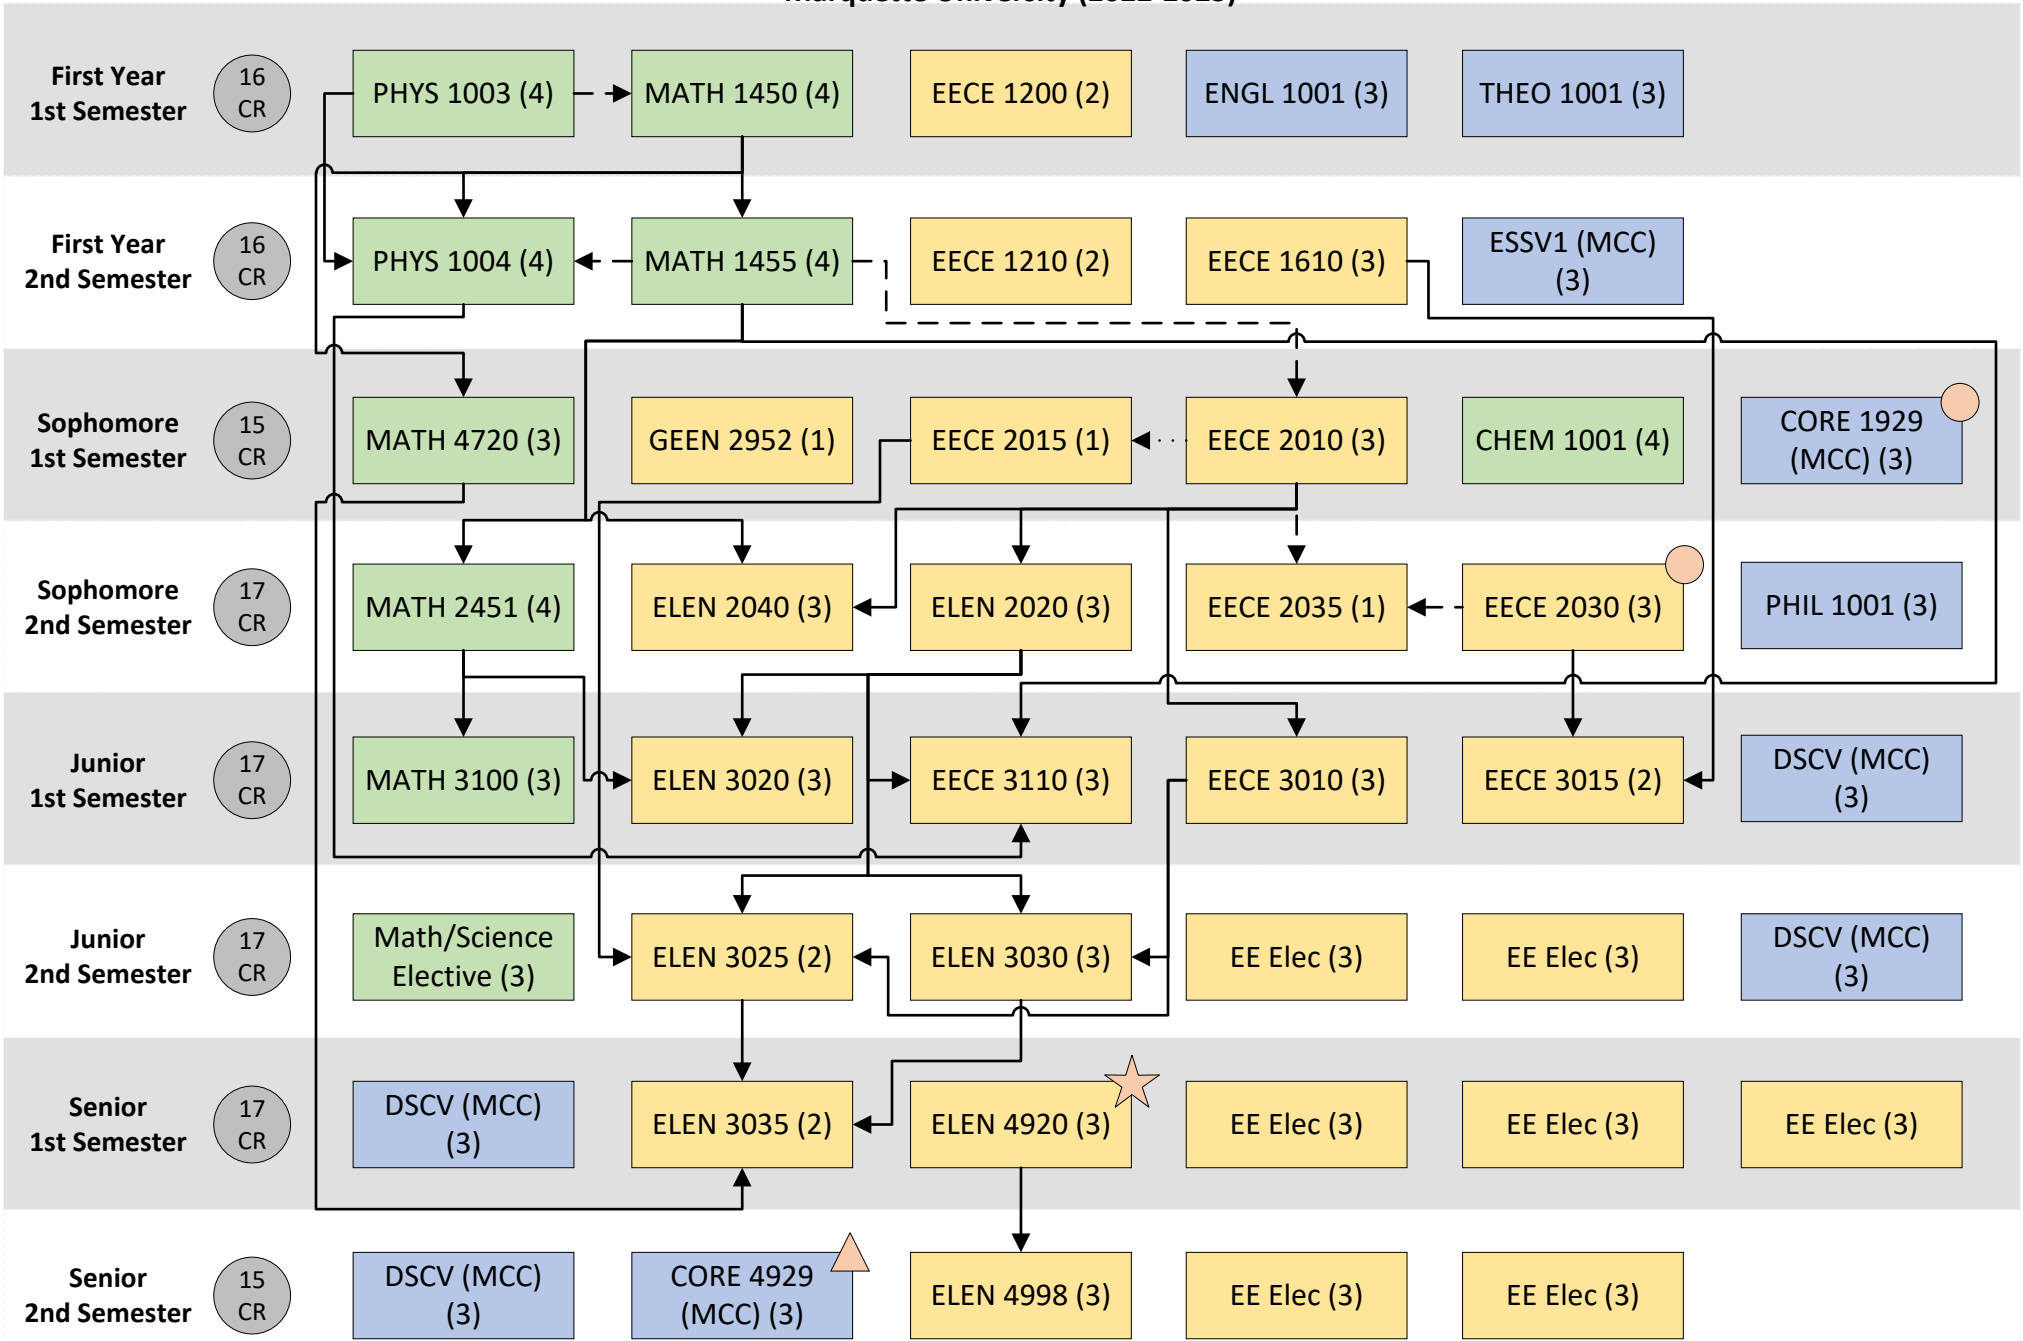 Marquette University (2022-2023)
First Year
1st Semester
16
CR
PHYS 1003 (4)
MATH 1450 (4)
EECE 1200 (2)
ENGL 1001 (3)
THEO 1001 (3)
First Year
2nd Semester
16
CR
PHYS 1004 (4)
MATH 1455 (4)
EECE 1210 (2)
EECE 1610 (3)
ESSV1 (MCC)
(3)
Sophomore
1st Semester
15
CR
MATH 4720 (3)
GEEN 2952 (1)
EECE 2015 (1)
EECE 2010 (3)
CHEM 1001 (4)
CORE 1929
(MCC) (3)
Sophomore
2nd Semester
17
CR
MATH 2451 (4)
ELEN 2040 (3)
ELEN 2020 (3)
EECE 2035 (1)
EECE 2030 (3)
PHIL 1001 (3)
Junior
1st Semester
17
CR
MATH 3100 (3)
ELEN 3020 (3)
EECE 3110 (3)
EECE 3010 (3)
EECE 3015 (2)
DSCV (MCC)
(3)
Junior
2nd Semester
17
CR
Math/Science
Elective (3)
ELEN 3025 (2)
ELEN 3030 (3)
EE Elec (3)
EE Elec (3)
DSCV (MCC)
(3)
Senior
1st Semester
17
CR
DSCV (MCC)
(3)
ELEN 3035 (2)
ELEN 4920 (3)
EE Elec (3)
EE Elec (3)
EE Elec (3)
Senior
2nd Semester
15
CR
DSCV (MCC)
(3)
CORE 4929
(MCC) (3)
ELEN 4998 (3)
EE Elec (3)
EE Elec (3)